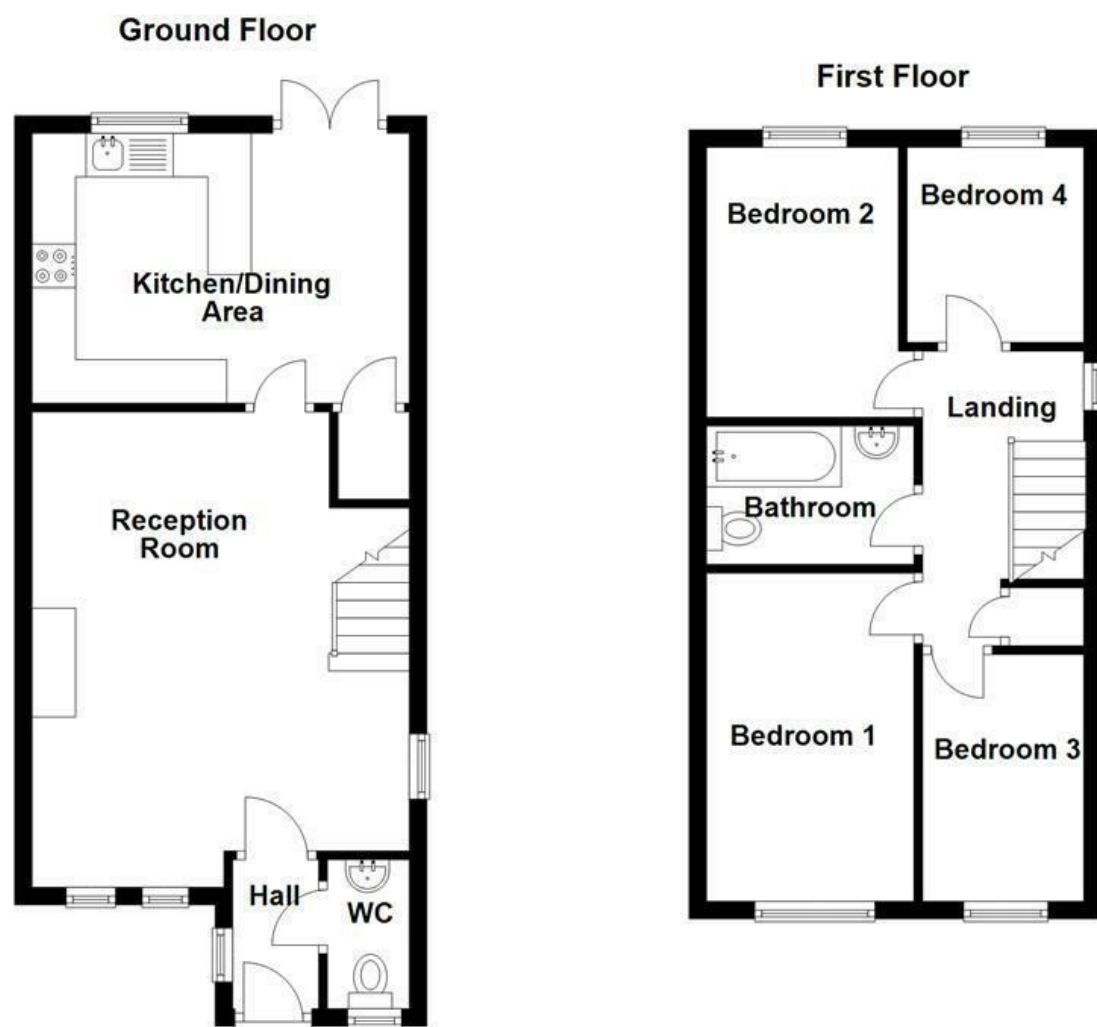 Ground Floor
Kitchen/Dining
Area
Reception
Room
Hall
WC
First Floor
Bedroom 2
Bedroom 4
Landing
Bathroom
Bedroom 1
Bedroom 3